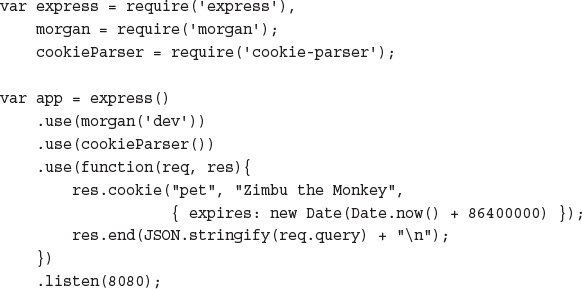 var express = require('express'),
    morgan = require('morgan');
    cookieParser = require('cookie-parser');

var app = express()
    .use(morgan('dev'))
    .use(cookieParser())
    .use(function(req, res){
        res.cookie("pet", "Zimbu the Monkey",
                   { expires: new Date(Date.now() + 86400000) });
        res.end(JSON.stringify(req.query) + "\n");
    })
    .listen(8080);